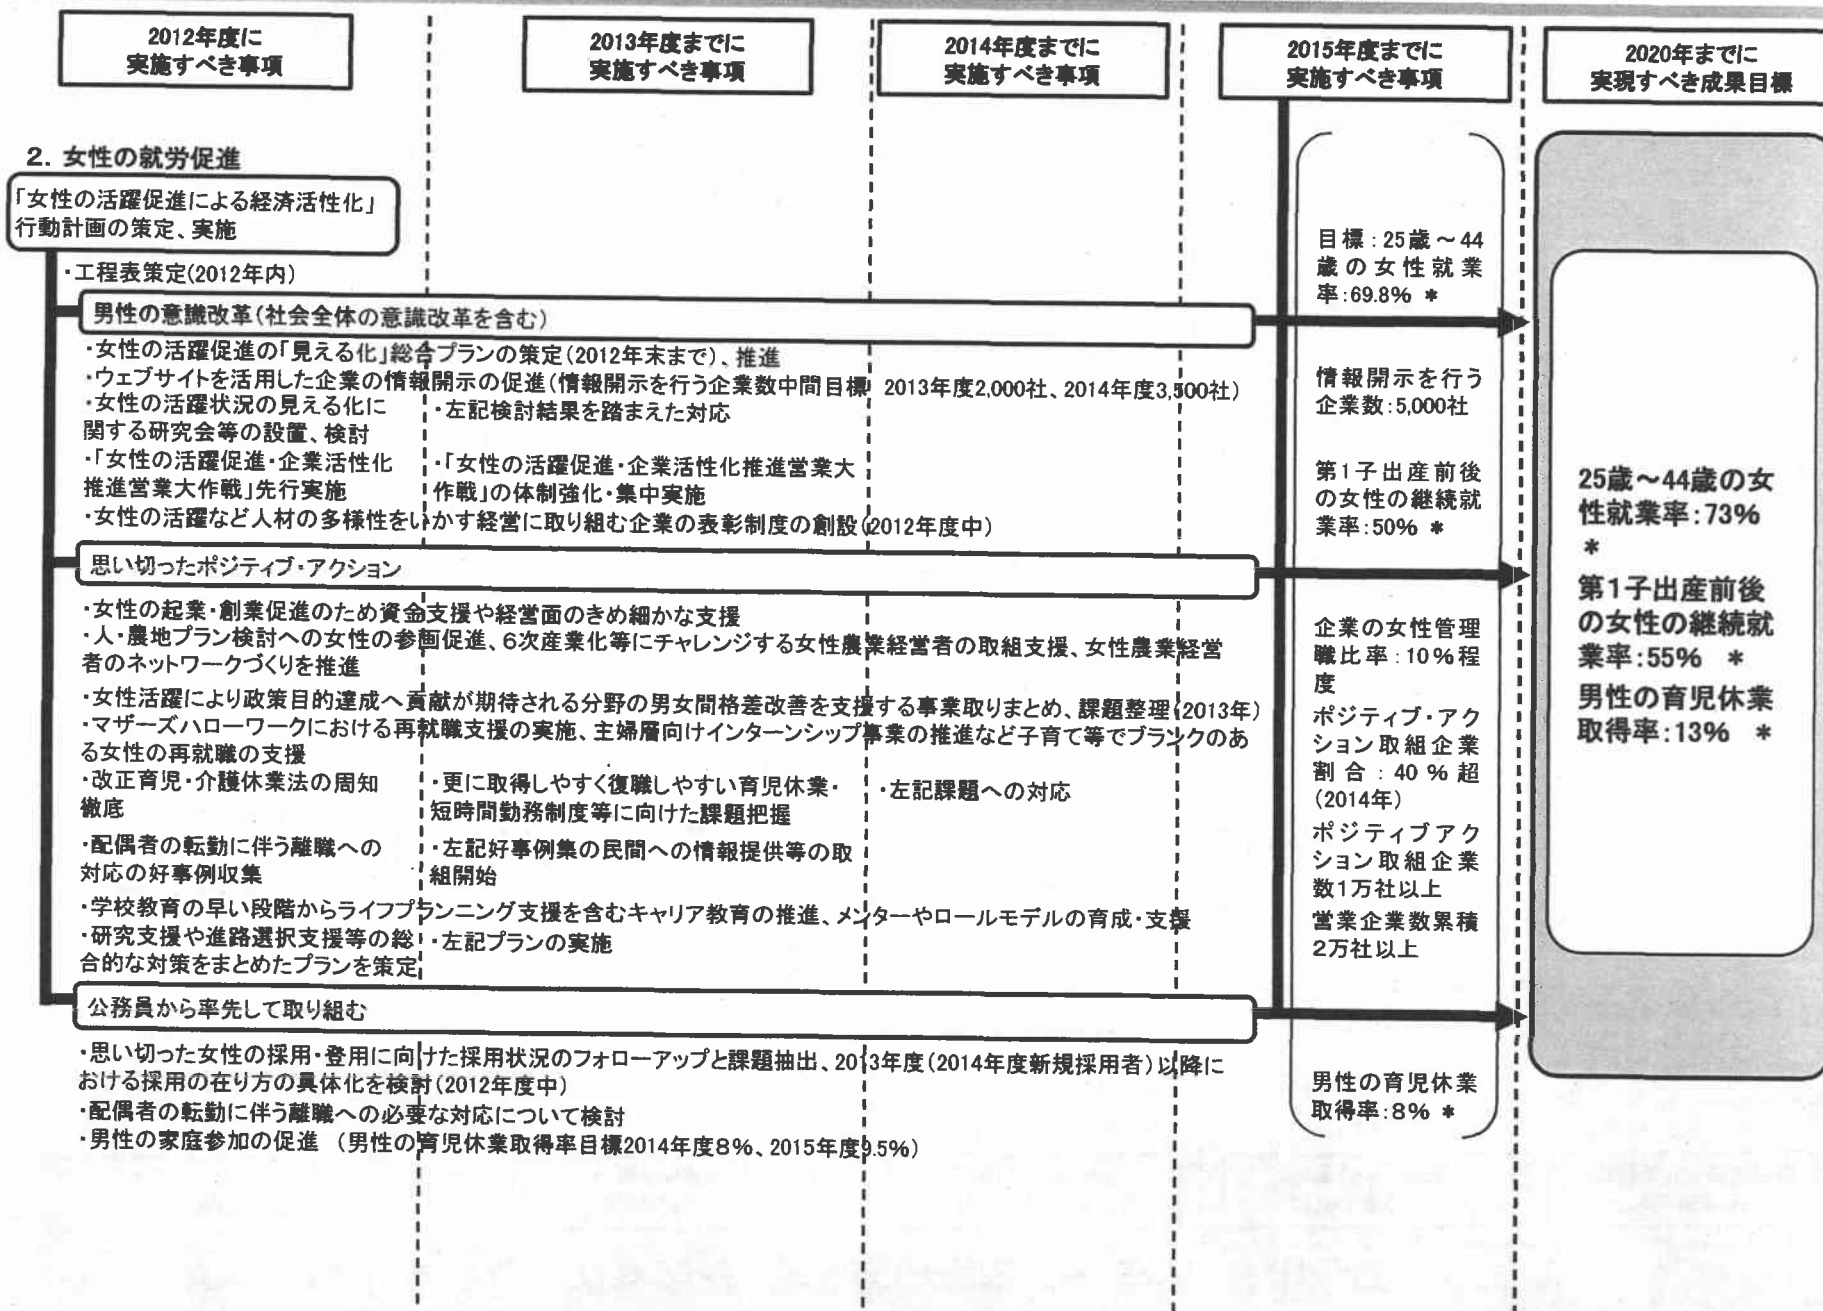 2012年度に
実施すべき事項
2013年度までに
実施すべき事項
2014年度までに
実施すべき事項
2015年度までに
実施すべき事項
2020年までに
実現すべき成果目標
2. 女性の就労促進
「女性の活躍促進による経済活性化」
行動計画の策定、実施
・工程表策定(2012年内)
男性の意識改革(社会全体の意識改革を含む)
・女性の活躍促進の「見える化」総合プランの策定(2012年末まで)、推進
・ウェブサイトを活用した企業の情報開示の促進(情報開示を行う企業数中間目標 2013年度2,000社、2014年度3,500社)
・女性の活躍状況の見える化に
関する研究会等の設置、検討
・左記検討結果を踏まえた対応
・「女性の活躍促進・企業活性化
推進営業大作戦」先行実施
・「女性の活躍促進・企業活性化推進営業大
作戦」の体制強化・集中実施
・女性の活躍など人材の多様性をいかす経営に取り組む企業の表彰制度の創設(2012年度中)
思い切ったポジティブ・アクション
・女性の起業・創業促進のため資金支援や経営面のきめ細かな支援
・人・農地プラン検討への女性の参画促進、6次産業化等にチャレンジする女性農業経営者の取組支援、女性農業経営
者のネットワークづくりを推進
・女性活躍により政策目的達成へ貢献が期待される分野の男女間格差改善を支援する事業取りまとめ、課題整理(2013年)
・マザーズハローワークにおける再就職支援の実施、主婦層向けインターンシップ事業の推進など子育て等でブランクのあ
る女性の再就職の支援
・改正育児・介護休業法の周知
徹底
・更に取得しやすく復職しやすい育児休業・
短時間勤務制度等に向けた課題把握
・左記課題への対応
・配偶者の転勤に伴う離職への
対応の好事例収集
・左記好事例集の民間への情報提供等の取
組開始
・学校教育の早い段階からライフプランニング支援を含むキャリア教育の推進、メンターやロールモデルの育成・支援
・研究支援や進路選択支援等の総
合的な対策をまとめたプランを策定
・左記プランの実施
公務員から率先して取り組む
・思い切った女性の採用・登用に向けた採用状況のフォローアップと課題抽出、2013年度(2014年度新規採用者)以降に
おける採用の在り方の具体化を検討(2012年度中)
・配偶者の転勤に伴う離職への必要な対応について検討
・男性の家庭参加の促進 (男性の育児休業取得率目標2014年度8%、2015年度9.5%)
目標:25歳～44
歳の女性就業
率:69.8% *
情報開示を行う
企業数:5,000社
第1子出産前後
の女性の継続就
業率:50% *
企業の女性管理
職比率:10%程
度
ポジティブ・アク
ション取組企業
割合:40%超
(2014年)
ポジティブアク
ション取組企業
数1万社以上
営業企業数累積
2万社以上
男性の育児休業
取得率:8% *
25歳～44歳の女
性就業率:73%
*
第1子出産前後
の女性の継続就
業率:55% *
男性の育児休業
取得率:13% *